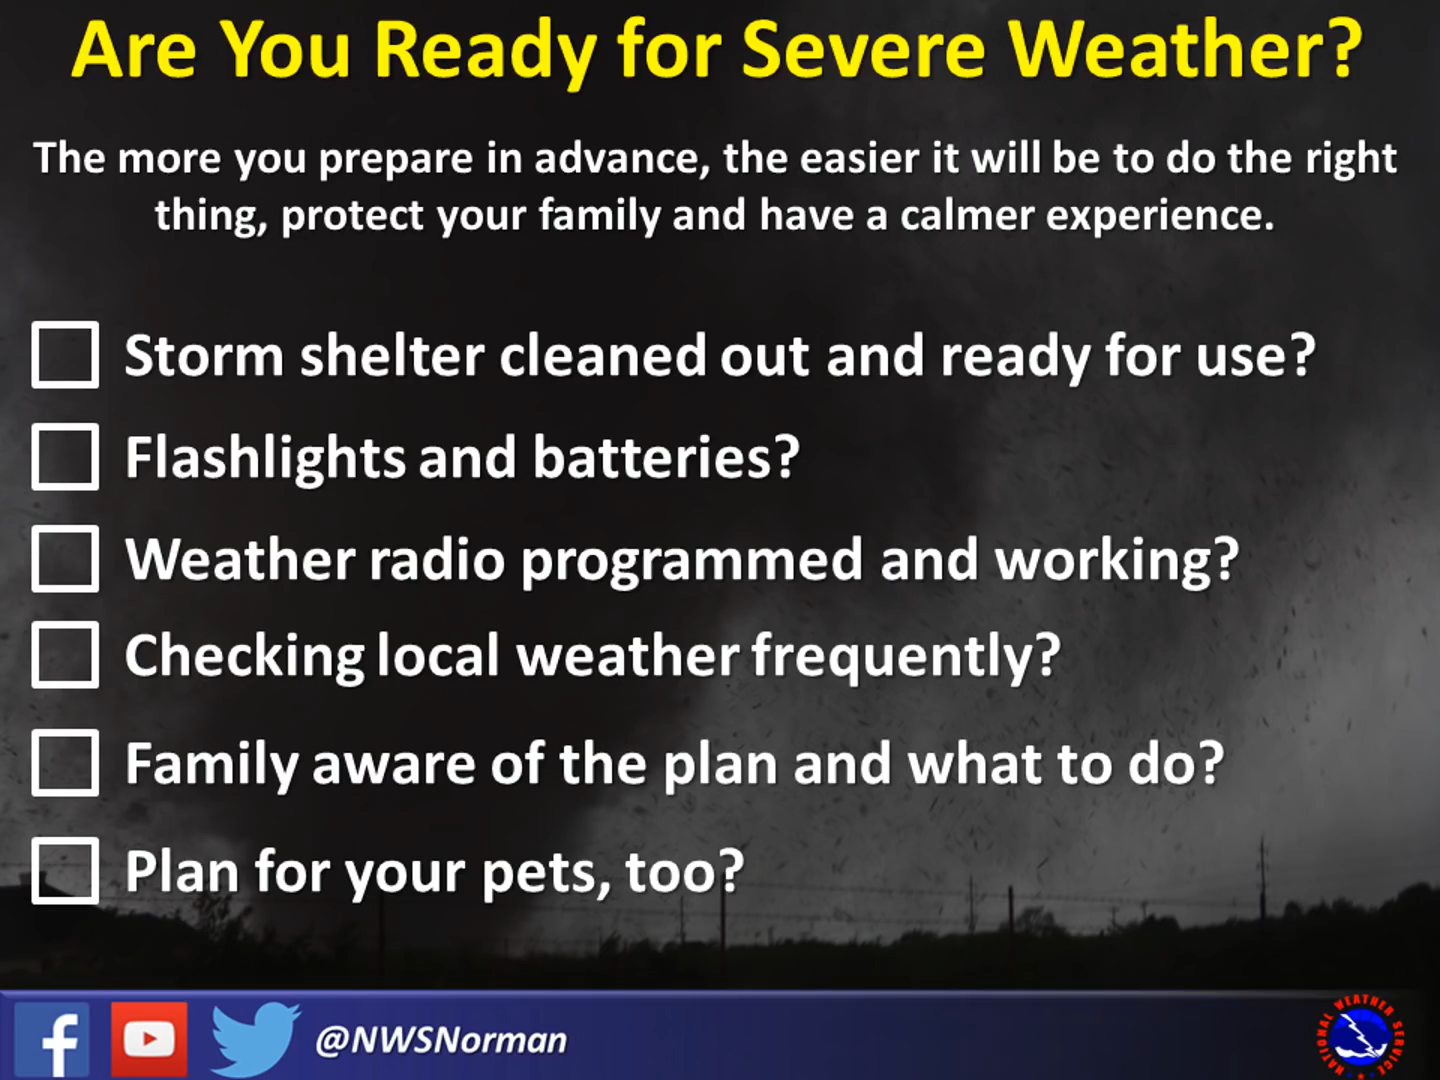 Are You Ready for Severe Weather?
The more you prepare in advance, the easier it will be to do the right
thing, protect your family and have a calmer experience.
Storm shelter cleaned out and ready for use?
Flashlights and batteries?
Weather radio programmed and working?
Checking local weather frequently?
Family aware of the plan and what to do?
Plan for your pets, too?
f
@NWSNorman
NATIONAL WEATHER SERVICE